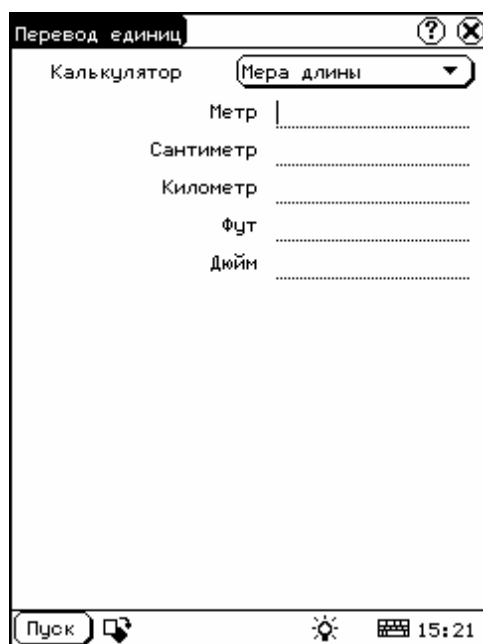 Перевод единиц ?
Калькулятор Мера длины
Метр
Сантиметр
Километр
Фут
Дюйм
Пуск 15:21